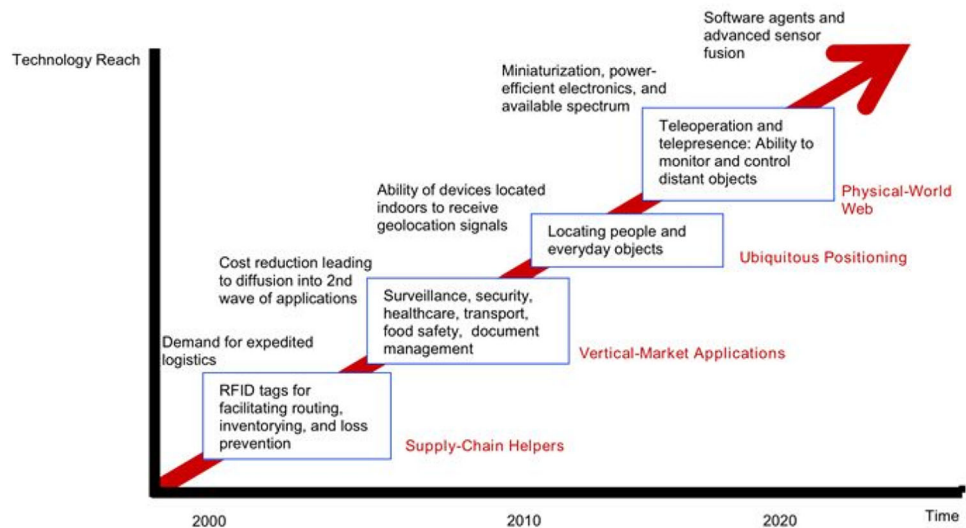 Software agents and
advanced sensor
fusion
Technology Reach
Miniaturization, power-
efficient electronics, and
available spectrum
Teleoperation and
telepresence: Ability to
monitor and control
distant objects
Physical-World
Web
Ability of devices located
indoors to receive
geolocation signals
Locating people and
everyday objects
Ubiquitous Positioning
Cost reduction leading
to diffusion into 2nd
wave of applications
Surveillance, security,
healthcare, transport,
food safety, document
management
Vertical-Market Applications
Demand for expedited
logistics
RFID tags for
facilitating routing,
inventorying, and loss
prevention
Supply-Chain Helpers
2000
2010
2020
Time